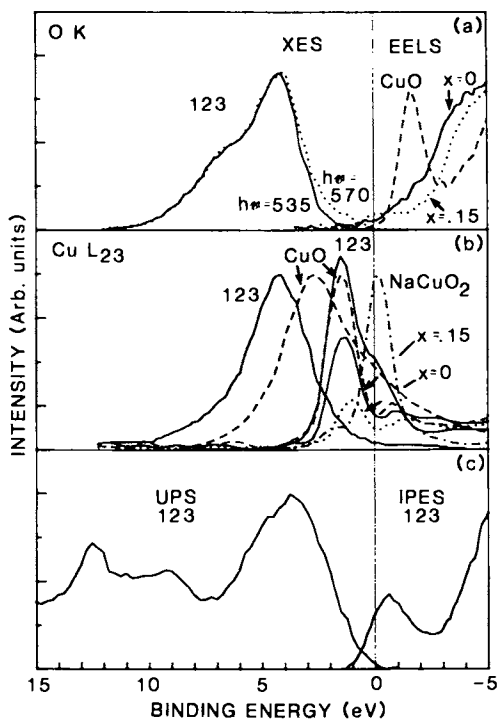 O K
XES
EELS
(a)
CuO
x=0
123
hν=
570
hν=535
x=.15
Cu L23
CuO
123
(b)
123
NaCuO2
x=.15
x=0
(c)
UPS
123
IPES
123
INTENSITY (Arb. units)
15
10
5
0
-5
BINDING ENERGY (eV)